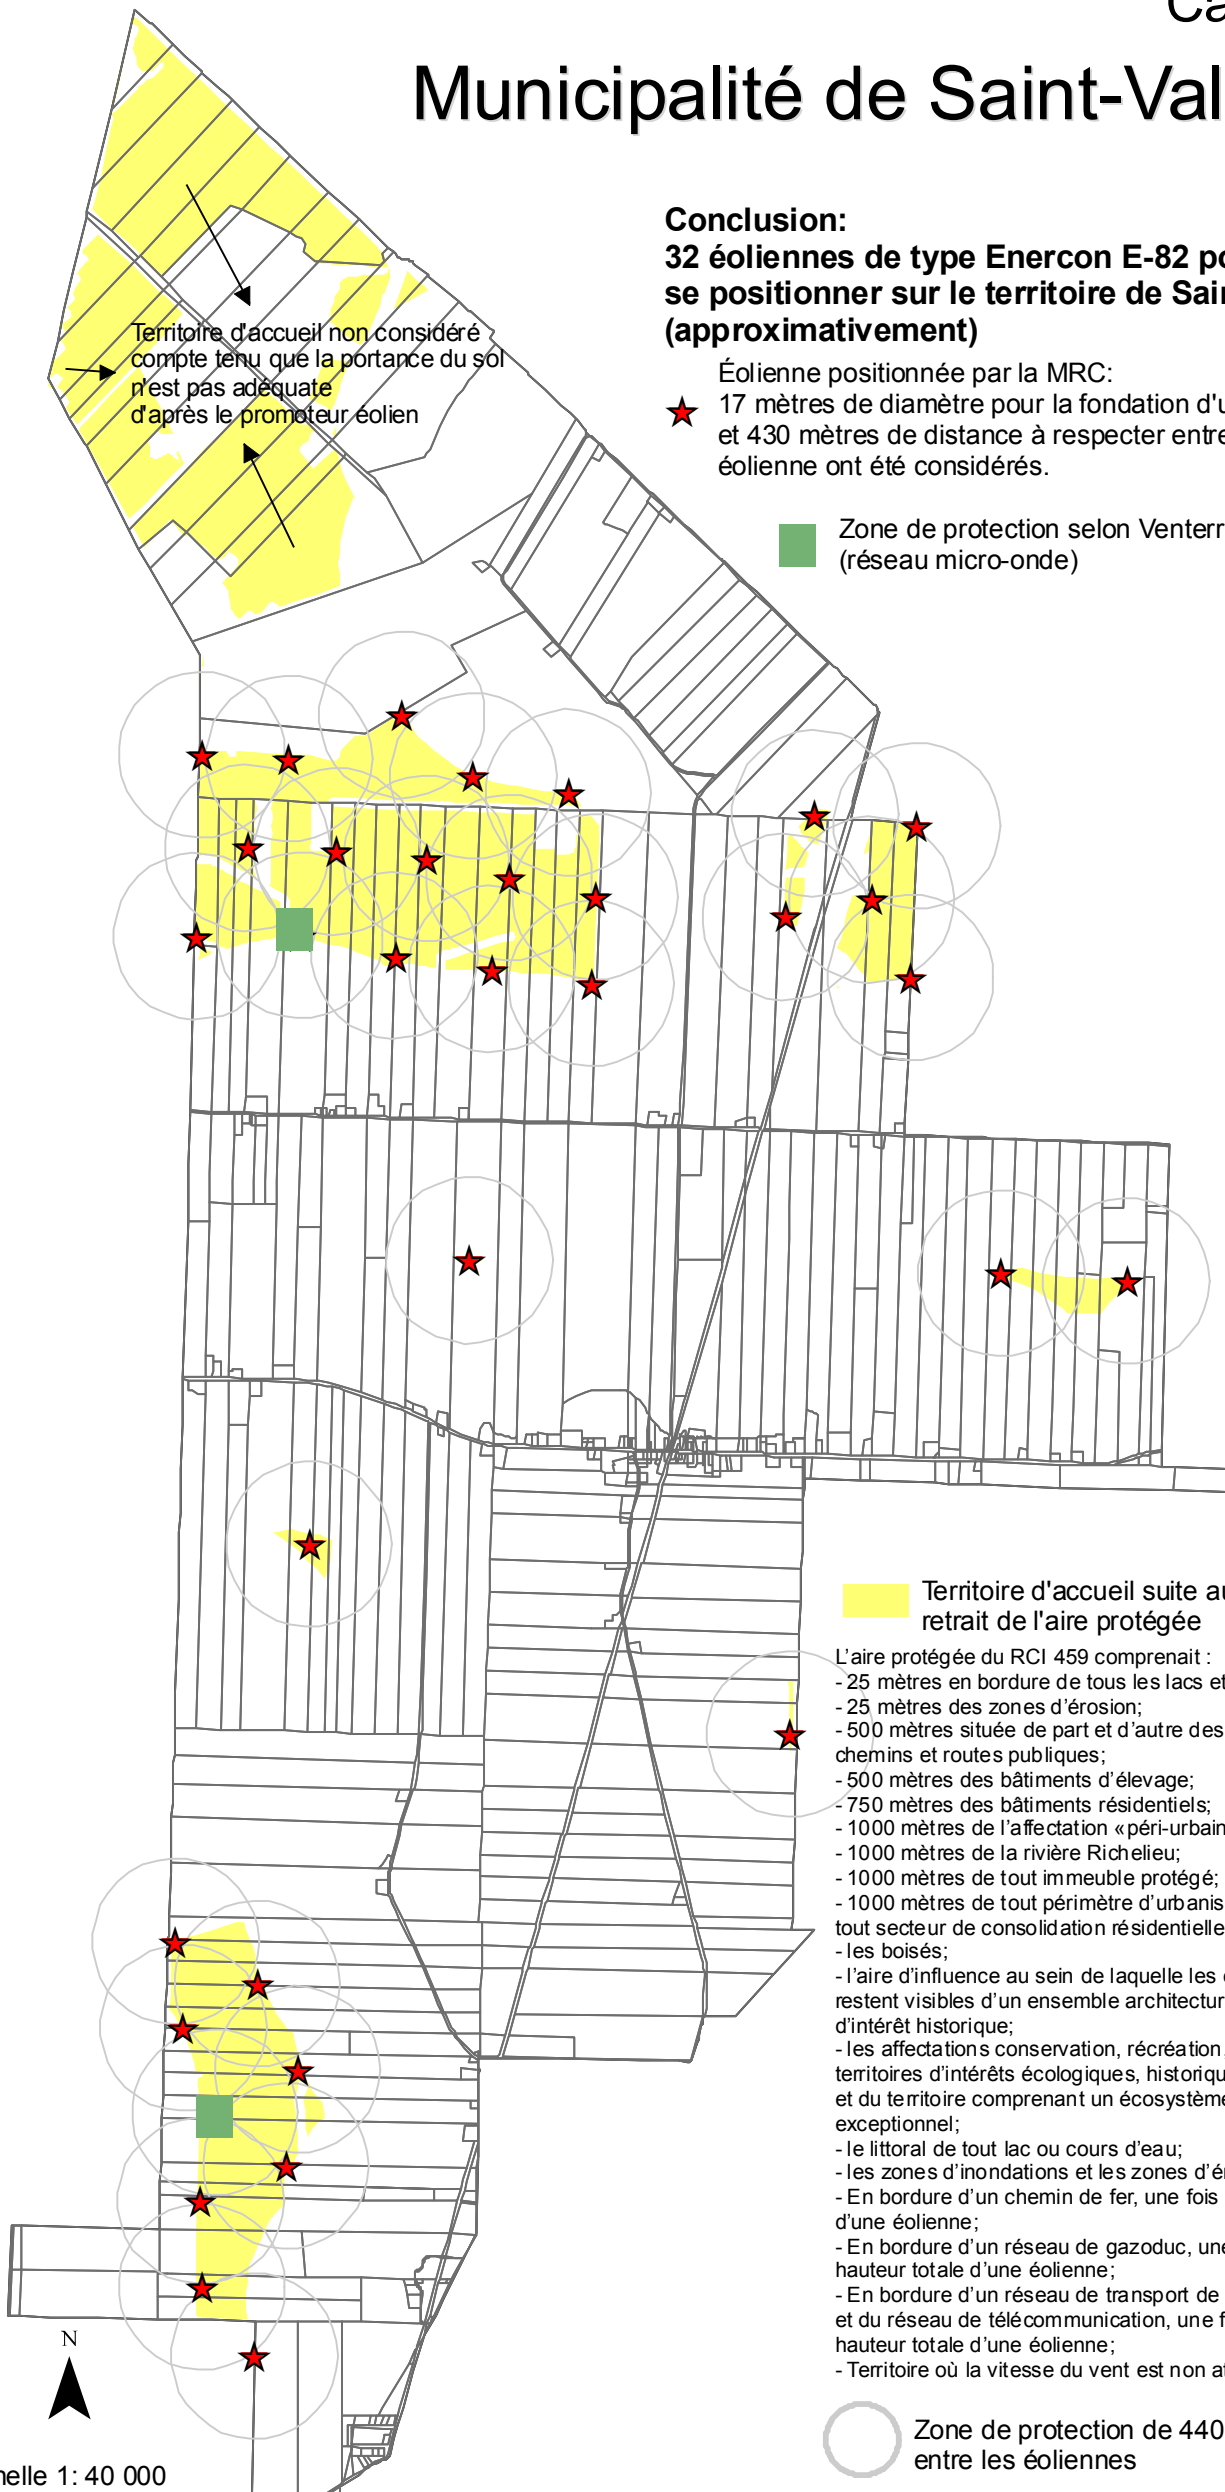 Ca
Municipalité de Saint-Val
Conclusion:
32 éoliennes de type Enercon E-82 po
se positionner sur le territoire de Sain
(approximativement)
Éolienne positionnée par la MRC:
17 mètres de diamètre pour la fondation d'u
et 430 mètres de distance à respecter entre
éolienne ont été considérés.
Zone de protection selon Venterr
(réseau micro-onde)
Territoire d'accueil non considéré
compte tenu que la portance du sol
n'est pas adéquate
d'après le promoteur éolien
Territoire d'accueil suite au
retrait de l'aire protégée
L'aire protégée du RCI 459 comprenait :
- 25 mètres en bordure de tous les lacs et
- 25 mètres des zones d'érosion;
- 500 mètres située de part et d'autre des
chemins et routes publiques;
- 500 mètres des bâtiments d'élevage;
- 750 mètres des bâtiments résidentiels;
- 1000 mètres de l'affectation «péri-urbain
- 1000 mètres de la rivière Richelieu;
- 1000 mètres de tout immeuble protégé;
- 1000 mètres de tout périmètre d'urbanis
tout secteur de consolidation résidentielle
- les boisés;
- l'aire d'influence au sein de laquelle les
restent visibles d'un ensemble architectur
d'intérêt historique;
- les affectations conservation, récréation,
territoires d'intérêts écologiques, historiqu
et du territoire comprenant un écosystème
exceptionnel;
- le littoral de tout lac ou cours d'eau;
- les zones d'inondations et les zones d'ér
- En bordure d'un chemin de fer, une fois
d'une éolienne;
- En bordure d'un réseau de gazoduc, une
hauteur totale d'une éolienne;
- En bordure d'un réseau de transport de
et du réseau de télécommunication, une f
hauteur totale d'une éolienne;
- Territoire où la vitesse du vent est non at
Zone de protection de 440
entre les éoliennes
N
helle 1: 40 000